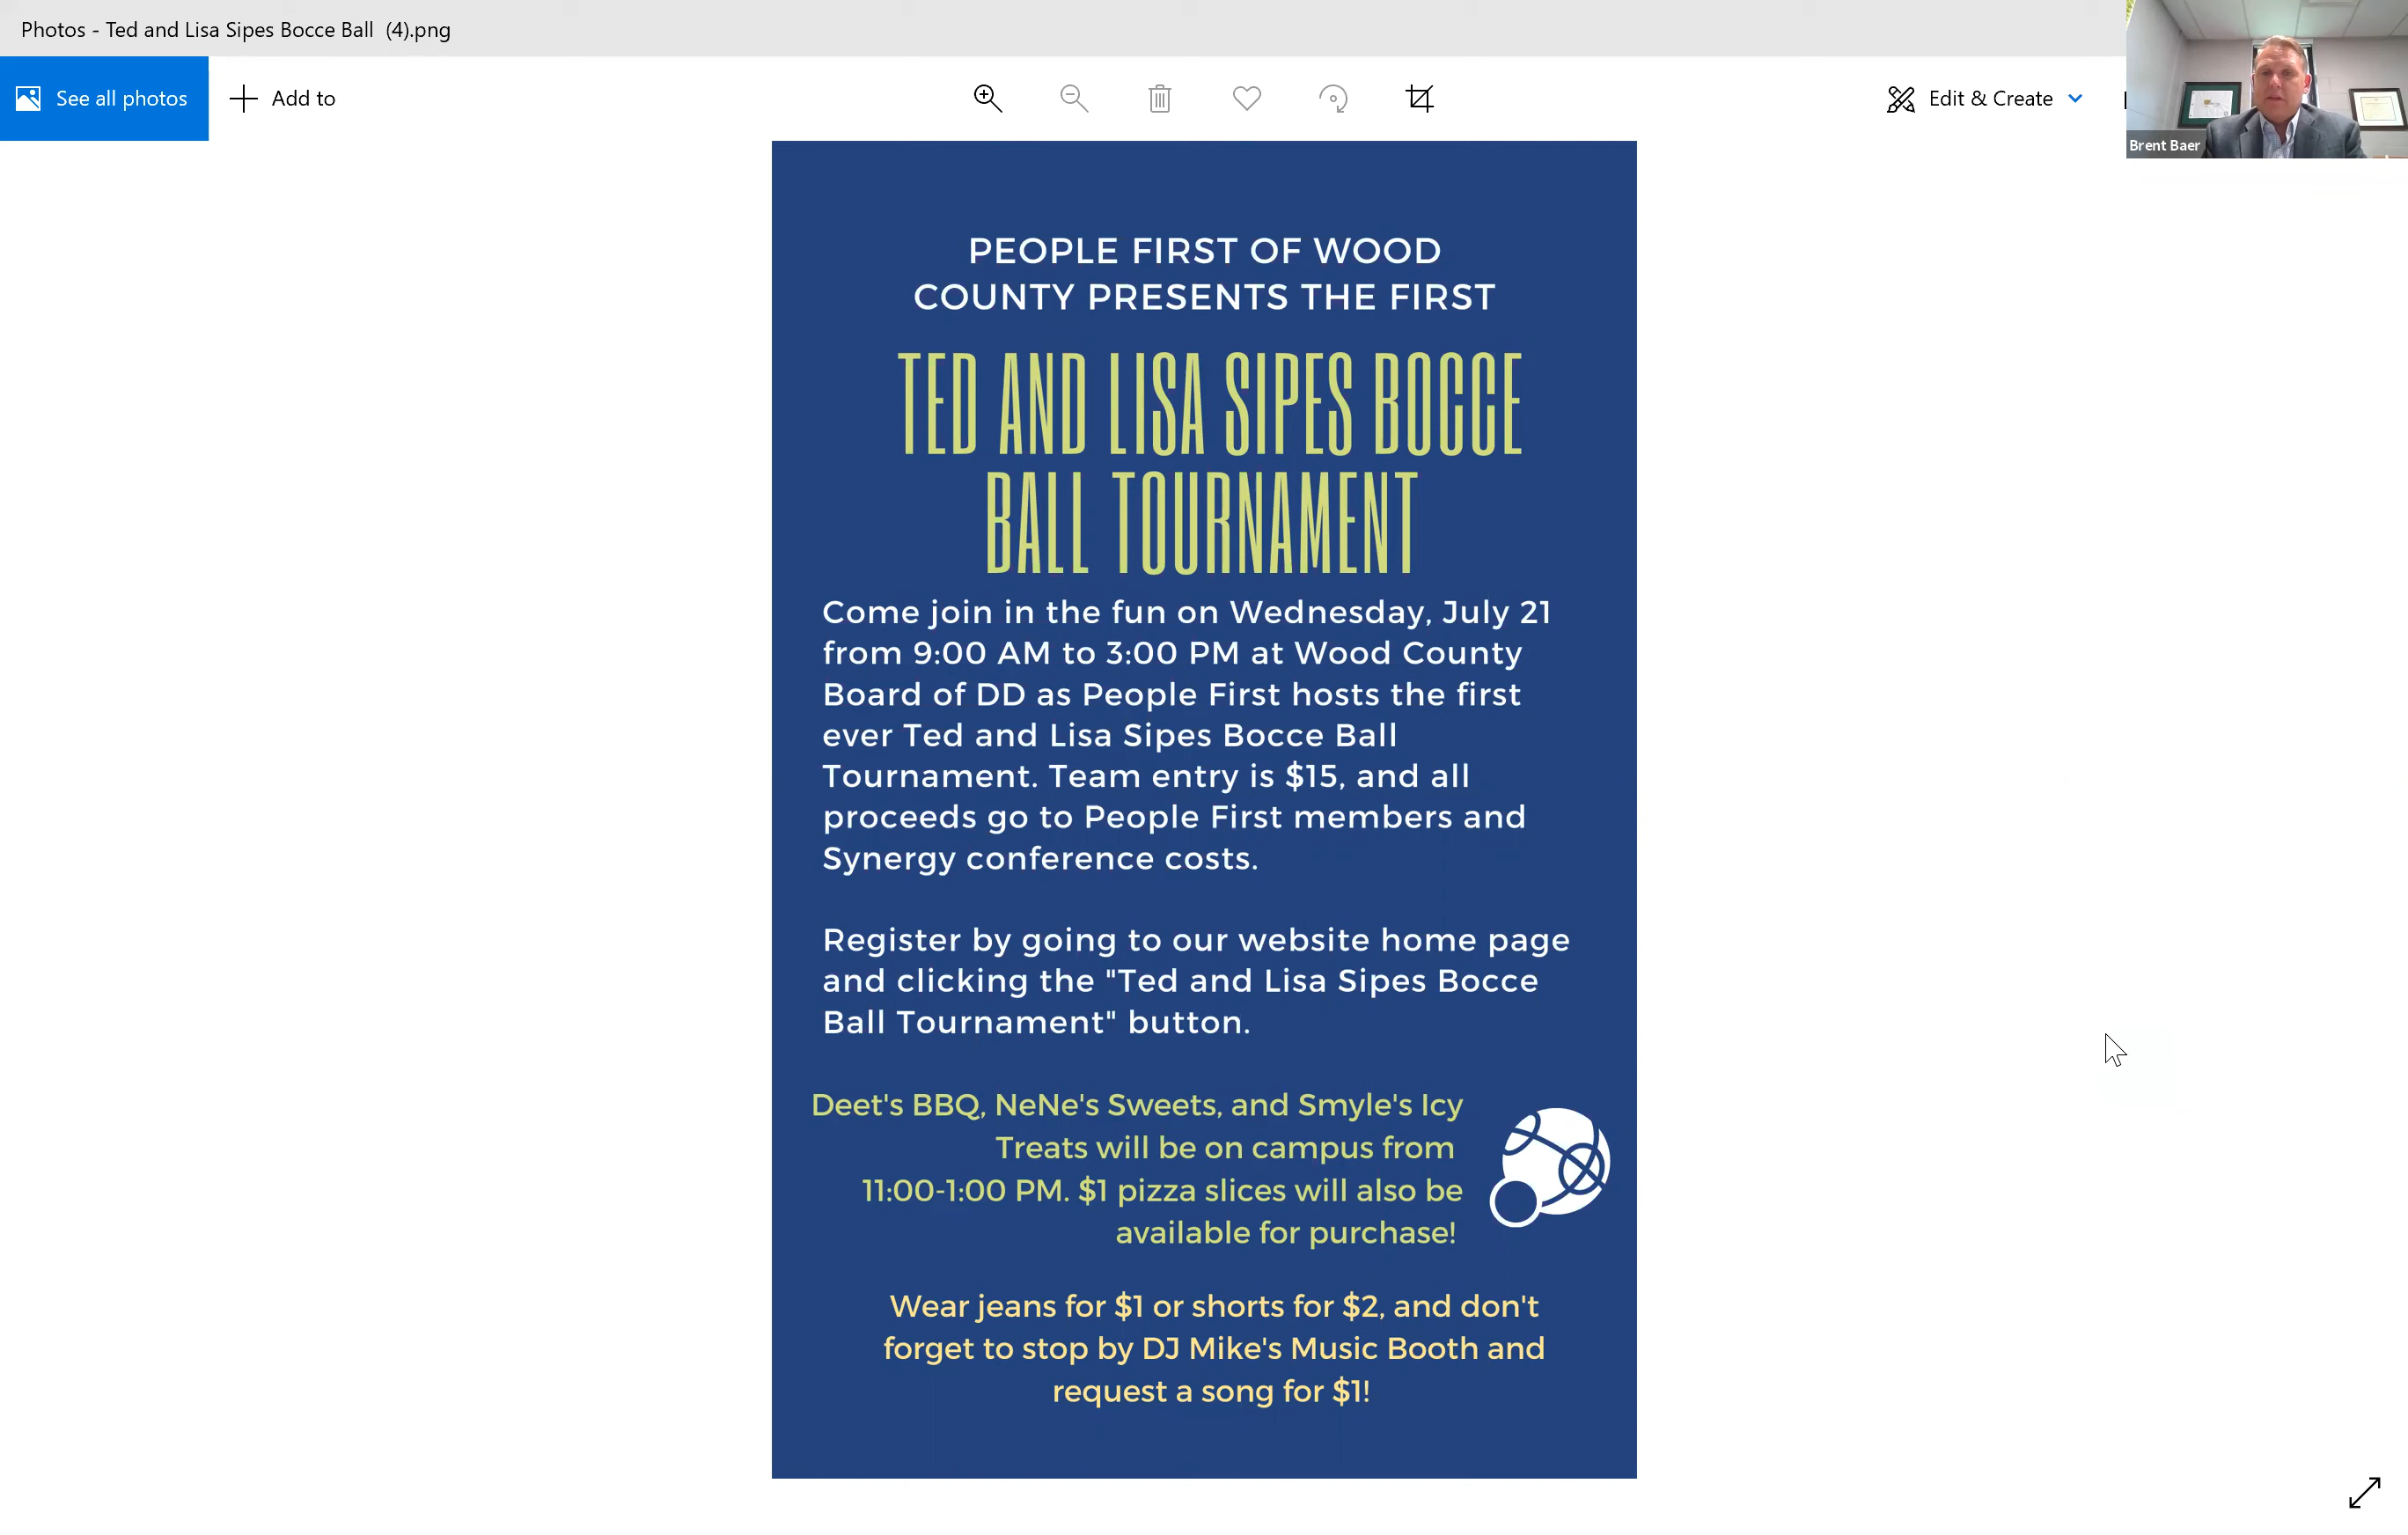 Photos - Ted and Lisa Sipes Bocce Ball (4).png
See all photos
Add to
Edit & Create
Brent Baer
PEOPLE FIRST OF WOOD
COUNTY PRESENTS THE FIRST
TED AND LISA SIPES BOCCE
BALL TOURNAMENT
Come join in the fun on Wednesday, July 21
from 9:00 AM to 3:00 PM at Wood County
Board of DD as People First hosts the first
ever Ted and Lisa Sipes Bocce Ball
Tournament. Team entry is $15, and all
proceeds go to People First members and
Synergy conference costs.
Register by going to our website home page
and clicking the "Ted and Lisa Sipes Bocce
Ball Tournament" button.
Deet's BBQ, NeNe's Sweets, and Smyle's Icy
Treats will be on campus from
11:00-1:00 PM. $1 pizza slices will also be
available for purchase!
Wear jeans for $1 or shorts for $2, and don't
forget to stop by DJ Mike's Music Booth and
request a song for $1!